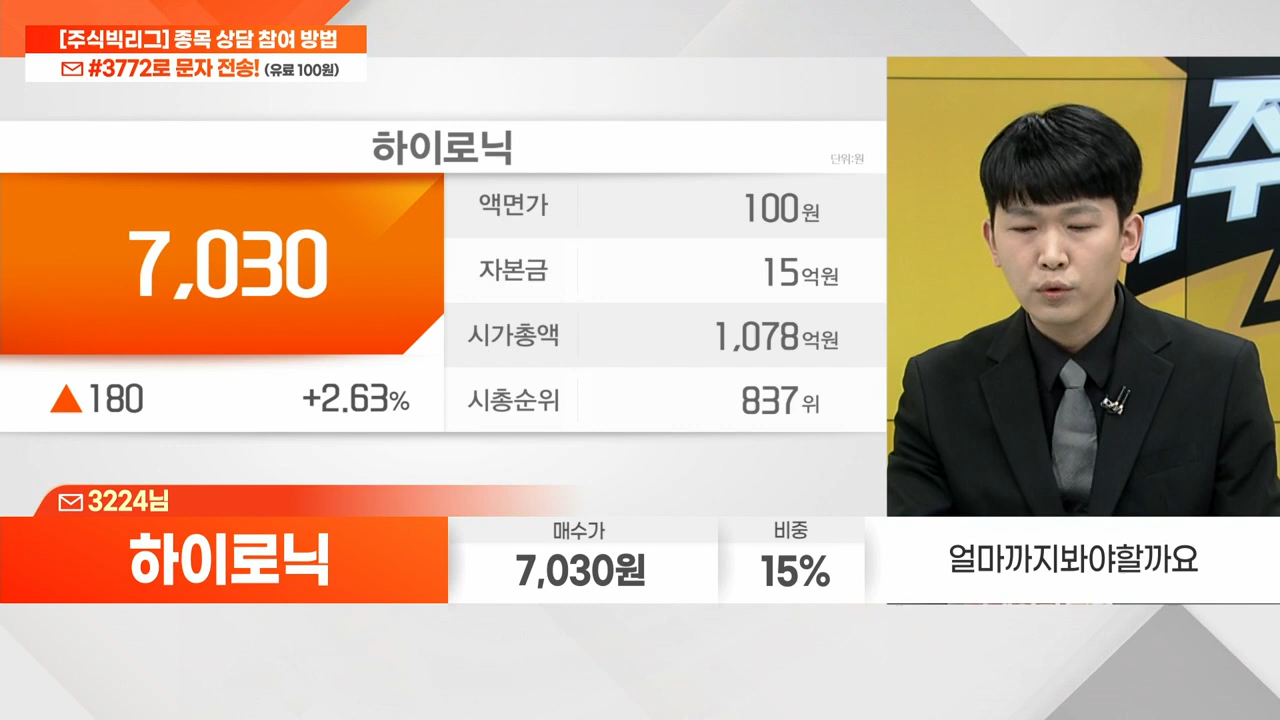 [주식빅리그] 종목 상담 참여 방법
#3772로 문자 전송! (유료 100원)
하이로닉
단위:원
7,030
▲180 +2.63%
액면가 100원
자본금 15억원
시가총액 1,078억원
시총순위 837위
3224님
하이로닉
매수가
7,030원
비중
15%
얼마까지봐야할까요